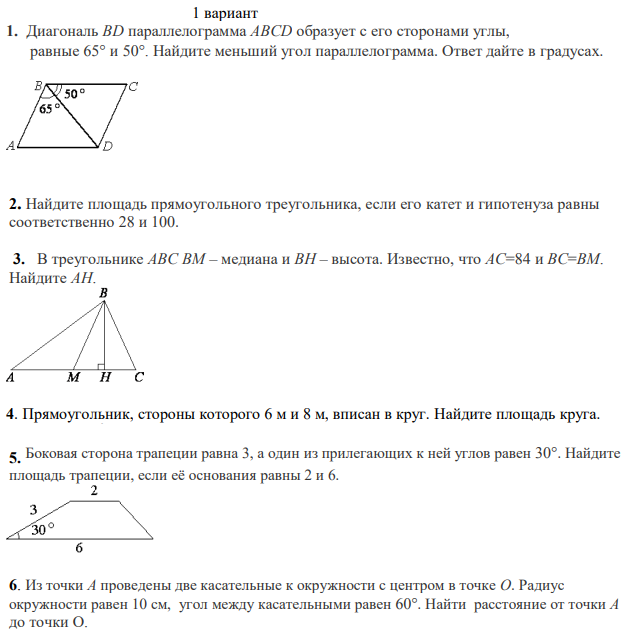 1 вариант
1. Диагональ BD параллелограмма ABCD образует с его сторонами углы,
равные 65° и 50°. Найдите меньший угол параллелограмма. Ответ дайте в градусах.
B
C
50°
65°
A
D
2. Найдите площадь прямоугольного треугольника, если его катет и гипотенуза равны
соответственно 28 и 100.
3. В треугольнике ABC BM – медиана и BH – высота. Известно, что AC=84 и BC=BM.
Найдите AH.
B
A
M
H
C
4. Прямоугольник, стороны которого 6 м и 8 м, вписан в круг. Найдите площадь круга.
5. Боковая сторона трапеции равна 3, а один из прилегающих к ней углов равен 30°. Найдите
площадь трапеции, если её основания равны 2 и 6.
2
3
30°
6
6. Из точки A проведены две касательные к окружности с центром в точке O. Радиус
окружности равен 10 см, угол между касательными равен 60°. Найти расстояние от точки A
до точки О.